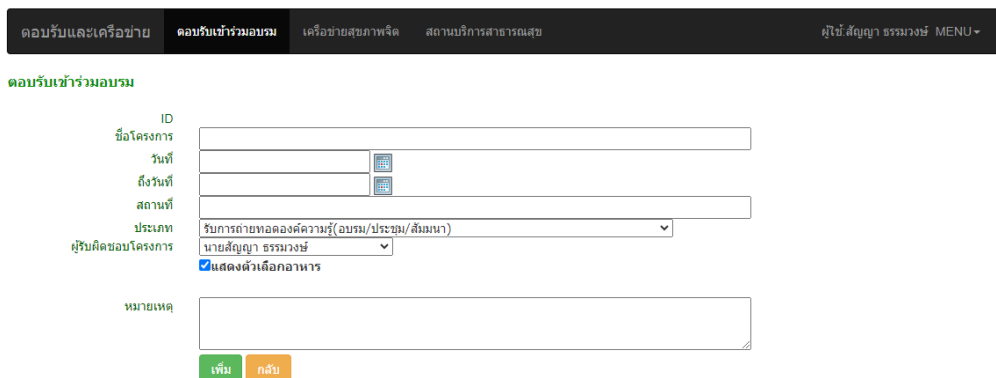 ตอบรับและเครือข่าย ตอบรับเข้าร่วมอบรม เครือข่ายสุขภาพจิต สถานบริการสาธารณสุข ผู้ใช้:สัญญา ธรรมวงษ์ MENU
ตอบรับเข้าร่วมอบรม
ID
ชื่อโครงการ
วันที่
ถึงวันที่
สถานที่
ประเภท รับการถ่ายทอดองค์ความรู้(อบรม/ประชุม/สัมมนา)
ผู้รับผิดชอบโครงการ นายสัญญา ธรรมวงษ์
แสดงตัวเลือกอาหาร
หมายเหตุ
เพิ่ม กลับ